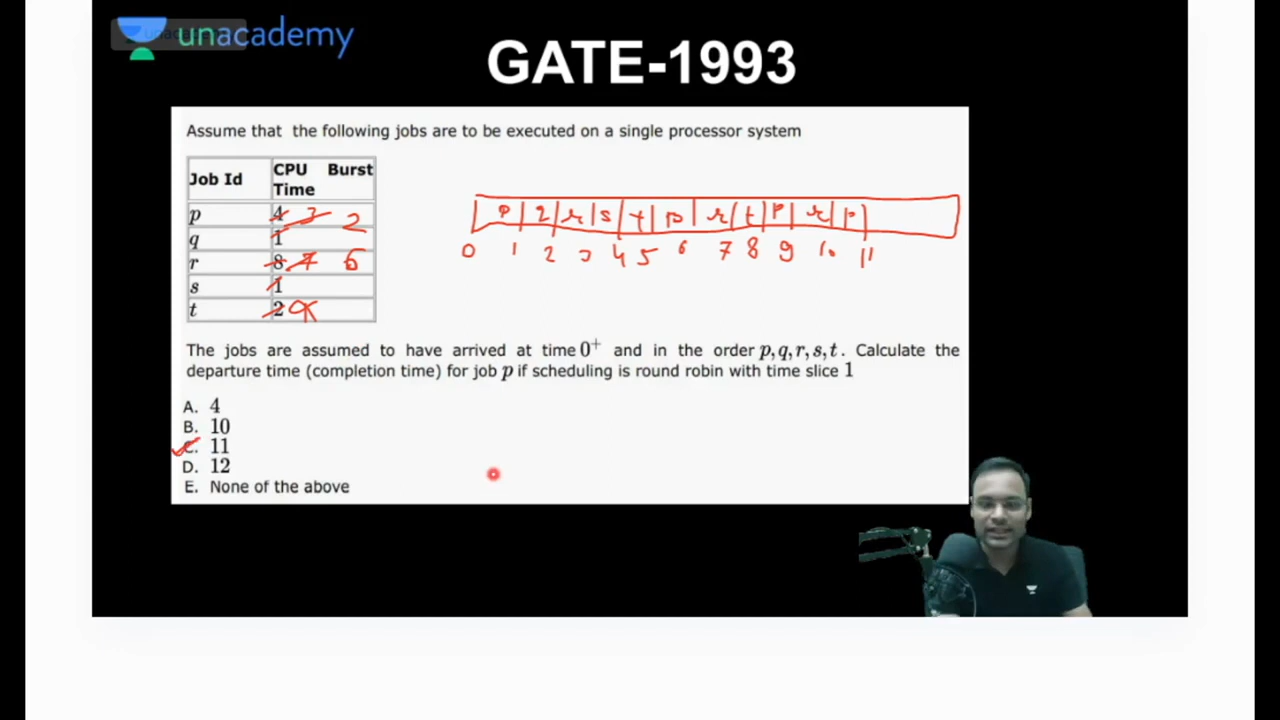 unacademy
GATE-1993
Assume that the following jobs are to be executed on a single processor system
Job Id CPU Burst Time
p 4 3 2
q 1
r 8 7 6
s 1
t 2
p 2 r s t p r t p r p
0 1 2 3 4 5 6 7 8 9 10 11
The jobs are assumed to have arrived at time 0⁺ and in the order p, q, r, s, t. Calculate the
departure time (completion time) for job p if scheduling is round robin with time slice 1
A. 4
B. 10
C. 11
D. 12
E. None of the above